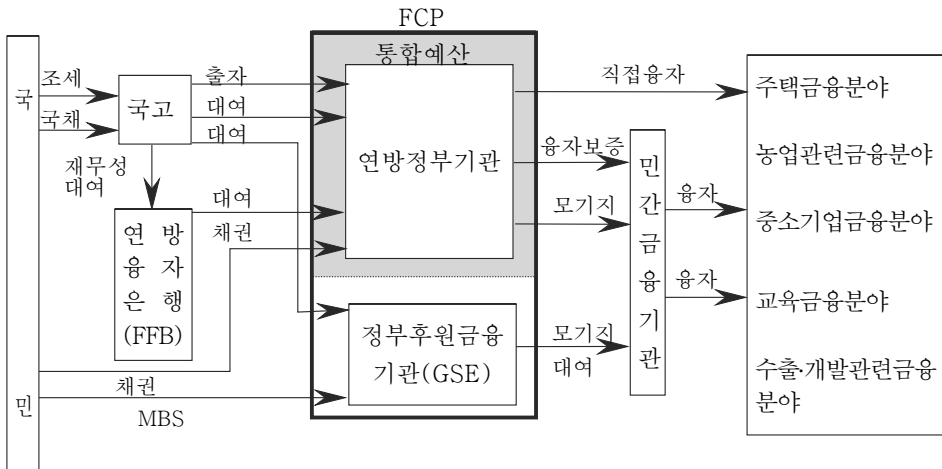 FCP
통합예산
국
민
조세
국채
국고
재무성
대여
출자
대여
대여
연 방
융 자
은 행
(FFB)
대여
채권
채권
MBS
연방정부기관
정부후원금융
기관(GSE)
직접융자
융자보증
모기지
모기지
대여
민
간
금
융
기
관
융자
융자
주택금융분야
농업관련금융분야
중소기업금융분야
교육금융분야
수출·개발관련금융
분야